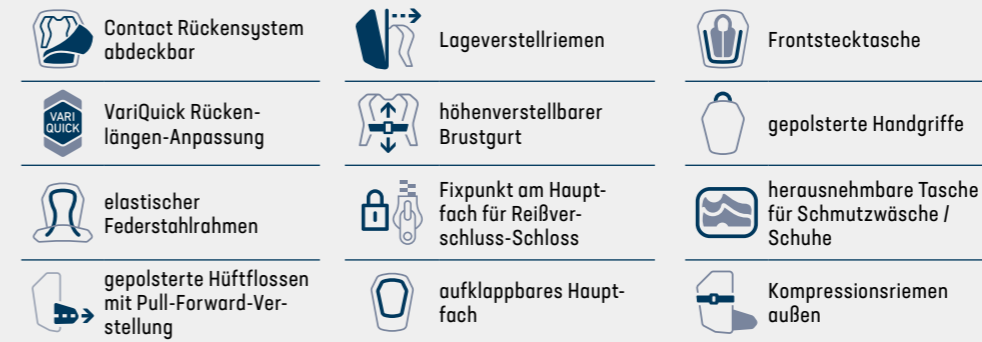 Contact Rückensystem
abdeckbar
VARI
QUICK
VariQuick Rücken-
längen-Anpassung
elastischer
Federstahlrahmen
gepolsterte Hüftflossen
mit Pull-Forward-Ver-
stellung
Lageverstellriemen
höhenverstellbarer
Brustgurt
Fixpunkt am Haupt-
fach für Reißver-
schluss-Schloss
aufklappbares Haupt-
fach
Frontstecktasche
gepolsterte Handgriffe
herausnehmbare Tasche
für Schmutzwäsche /
Schuhe
Kompressionsriemen
außen